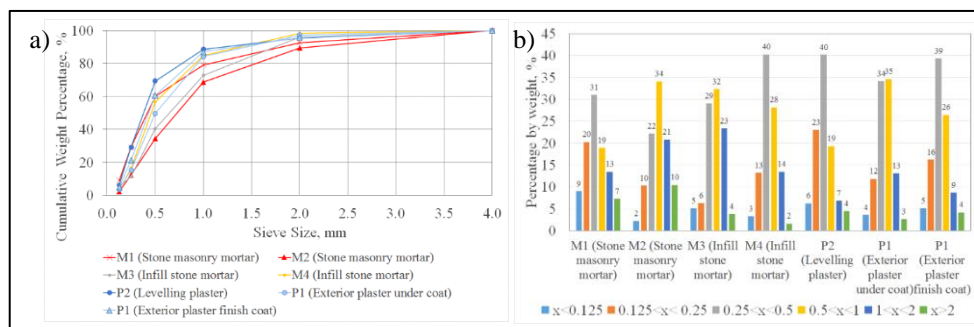 a)
Cumulative Weight Percentage, %
100
80
60
40
20
0
0.0 0.5 1.0 1.5 2.0 2.5 3.0 3.5 4.0
Sieve Size, mm
M1 (Stone masonry mortar) M2 (Stone masonry mortar)
M3 (Infill stone mortar) M4 (Infill stone mortar)
P2 (Levelling plaster) P1 (Exterior plaster under coat)
P1 (Exterior plaster finish coat)
b)
Percentage by weight, %
45
40
35
30
25
20
15
10
5
0
9 20 31 19 13 7
2 10 22 34 21 10
5 6 29 32 23 4
3 13 40 28 14 2
6 23 40 19 7 4
4 12 34 35 13 3
5 16 39 26 9 4
M1 (Stone masonry mortar)
M2 (Stone masonry mortar)
M3 (Infill stone mortar)
M4 (Infill stone mortar)
P2 (Levelling plaster)
P1 (Exterior plaster under coat)
P1 (Exterior plaster finish coat)
x<0.125 0.125<x< 0.25 0.25<x<0.5 0.5<x<1 1<x<2 x>2